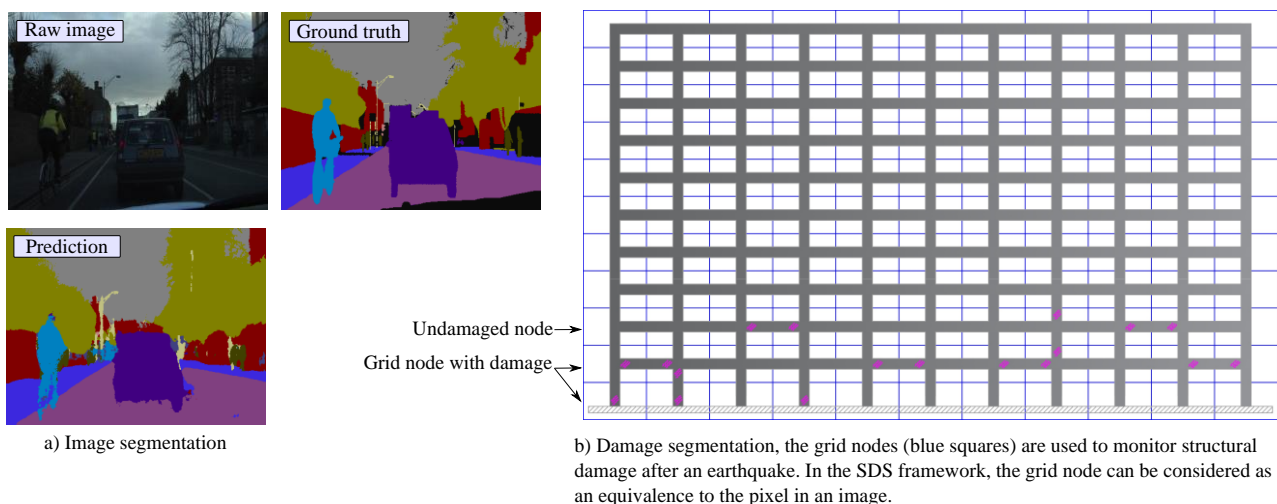 Raw image
Ground truth
Prediction
a) Image segmentation
Undamaged node
Grid node with damage
b) Damage segmentation, the grid nodes (blue squares) are used to monitor structural
damage after an earthquake. In the SDS framework, the grid node can be considered as
an equivalence to the pixel in an image.